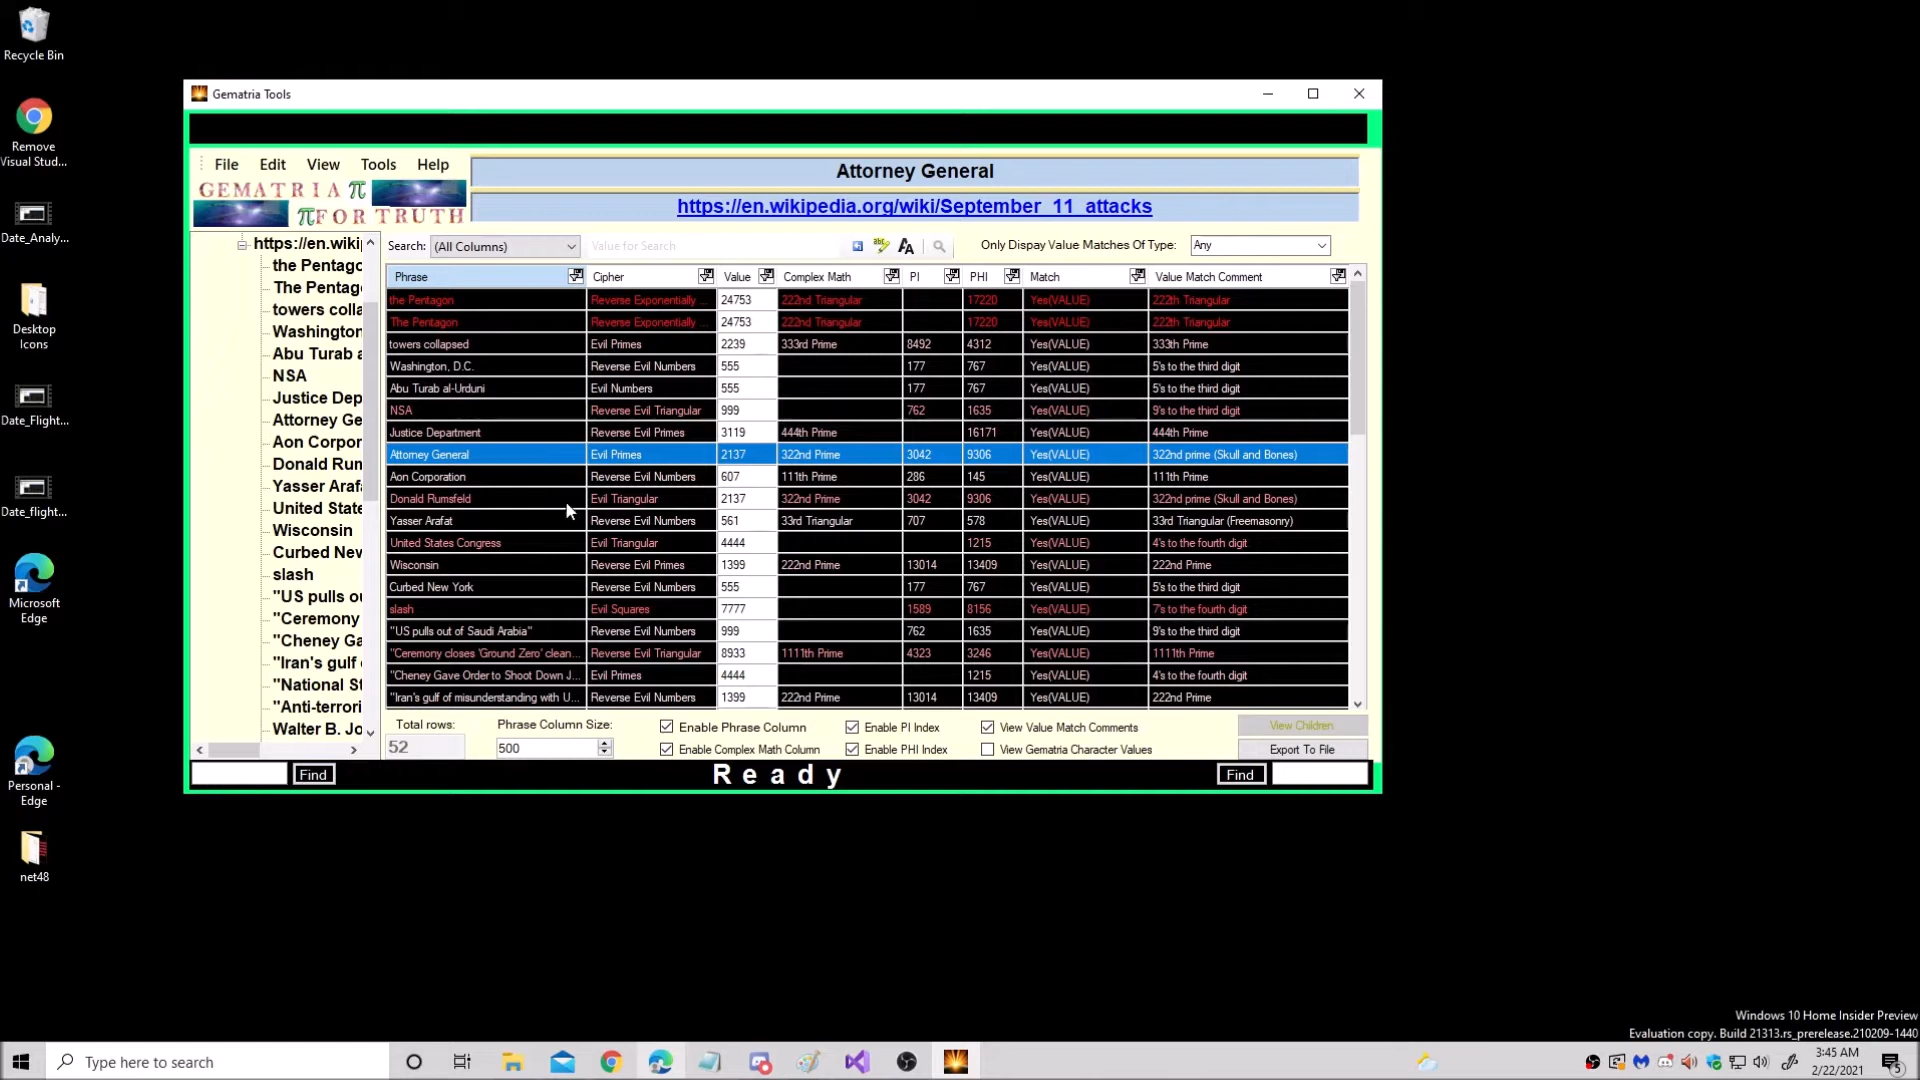 Recycle Bin
Remove
Visual Stud...
Date_Analy...
Desktop
Icons
Date_Flight...
Date_flight...
Microsoft
Edge
Personal -
Edge
net48
Gematria Tools
File Edit View Tools Help
GEMATRIA π
πFOR TRUTH
Attorney General
https://en.wikipedia.org/wiki/September_11_attacks
Search: (All Columns) Value for Search Only Dispay Value Matches Of Type: Any
https://en.wiki
the Pentago
The Pentag
towers colla
Washington
Abu Turab a
NSA
Justice Dep
Attorney Ge
Aon Corpor
Donald Rum
Yasser Arafa
United State
Wisconsin
Curbed New
slash
"US pulls ou
"Ceremony
"Cheney Ga
"Iran's gulf
"National St
"Anti-terrori
Walter B. Jo
Phrase Cipher Value Complex Math PI PHI Match Value Match Comment
the Pentagon Reverse Exponentially ... 24753 222nd Triangular 17220 Yes(VALUE) 222th Triangular
The Pentagon Reverse Exponentially ... 24753 222nd Triangular 17220 Yes(VALUE) 222th Triangular
towers collapsed Evil Primes 2239 333rd Prime 8492 4312 Yes(VALUE) 333th Prime
Washington, D.C. Reverse Evil Numbers 555 177 767 Yes(VALUE) 5's to the third digit
Abu Turab al-Urduni Evil Numbers 555 177 767 Yes(VALUE) 5's to the third digit
NSA Reverse Evil Triangular 999 762 1635 Yes(VALUE) 9's to the third digit
Justice Department Reverse Evil Primes 3119 444th Prime 16171 Yes(VALUE) 444th Prime
Attorney General Evil Primes 2137 322nd Prime 3042 9306 Yes(VALUE) 322nd prime (Skull and Bones)
Aon Corporation Reverse Evil Numbers 607 111th Prime 286 145 Yes(VALUE) 111th Prime
Donald Rumsfeld Evil Triangular 2137 322nd Prime 3042 9306 Yes(VALUE) 322nd prime (Skull and Bones)
Yasser Arafat Reverse Evil Numbers 561 33rd Triangular 707 578 Yes(VALUE) 33rd Triangular (Freemasonry)
United States Congress Evil Triangular 4444 1215 Yes(VALUE) 4's to the fourth digit
Wisconsin Reverse Evil Primes 1399 222nd Prime 13014 13409 Yes(VALUE) 222nd Prime
Curbed New York Reverse Evil Numbers 555 177 767 Yes(VALUE) 5's to the third digit
slash Evil Squares 7777 1589 8156 Yes(VALUE) 7's to the fourth digit
"US pulls out of Saudi Arabia" Reverse Evil Numbers 999 762 1635 Yes(VALUE) 9's to the third digit
"Ceremony closes 'Ground Zero' clean... Reverse Evil Triangular 8933 1111th Prime 4323 3246 Yes(VALUE) 1111th Prime
"Cheney Gave Order to Shoot Down J... Evil Primes 4444 1215 Yes(VALUE) 4's to the fourth digit
"Iran's gulf of misunderstanding with U... Reverse Evil Numbers 1399 222nd Prime 13014 13409 Yes(VALUE) 222nd Prime
Total rows: Phrase Column Size: Enable Phrase Column Enable PI Index View Value Match Comments View Children
52 500 Enable Complex Math Column Enable PHI Index View Gematria Character Values Export To File
Find Ready Find
Windows 10 Home Insider Preview
Evaluation copy. Build 21313.rs_prerelease.210209-1440
Type here to search
3:45 AM
2/22/2021
5